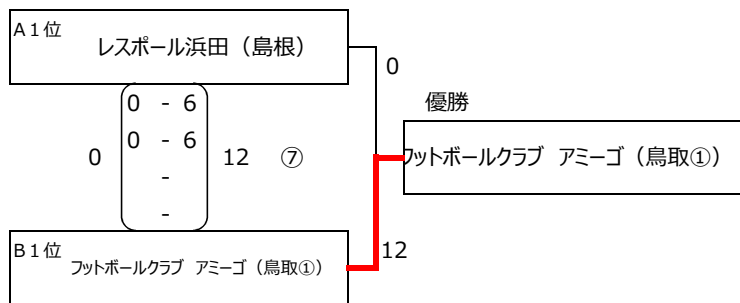 A１位
レスポール浜田（島根）
0
優勝
0 - 6
0 - 6
0
12
⑦
-
-
フットボールクラブ アミーゴ（鳥取①）
B１位
フットボールクラブ アミーゴ（鳥取①）
12